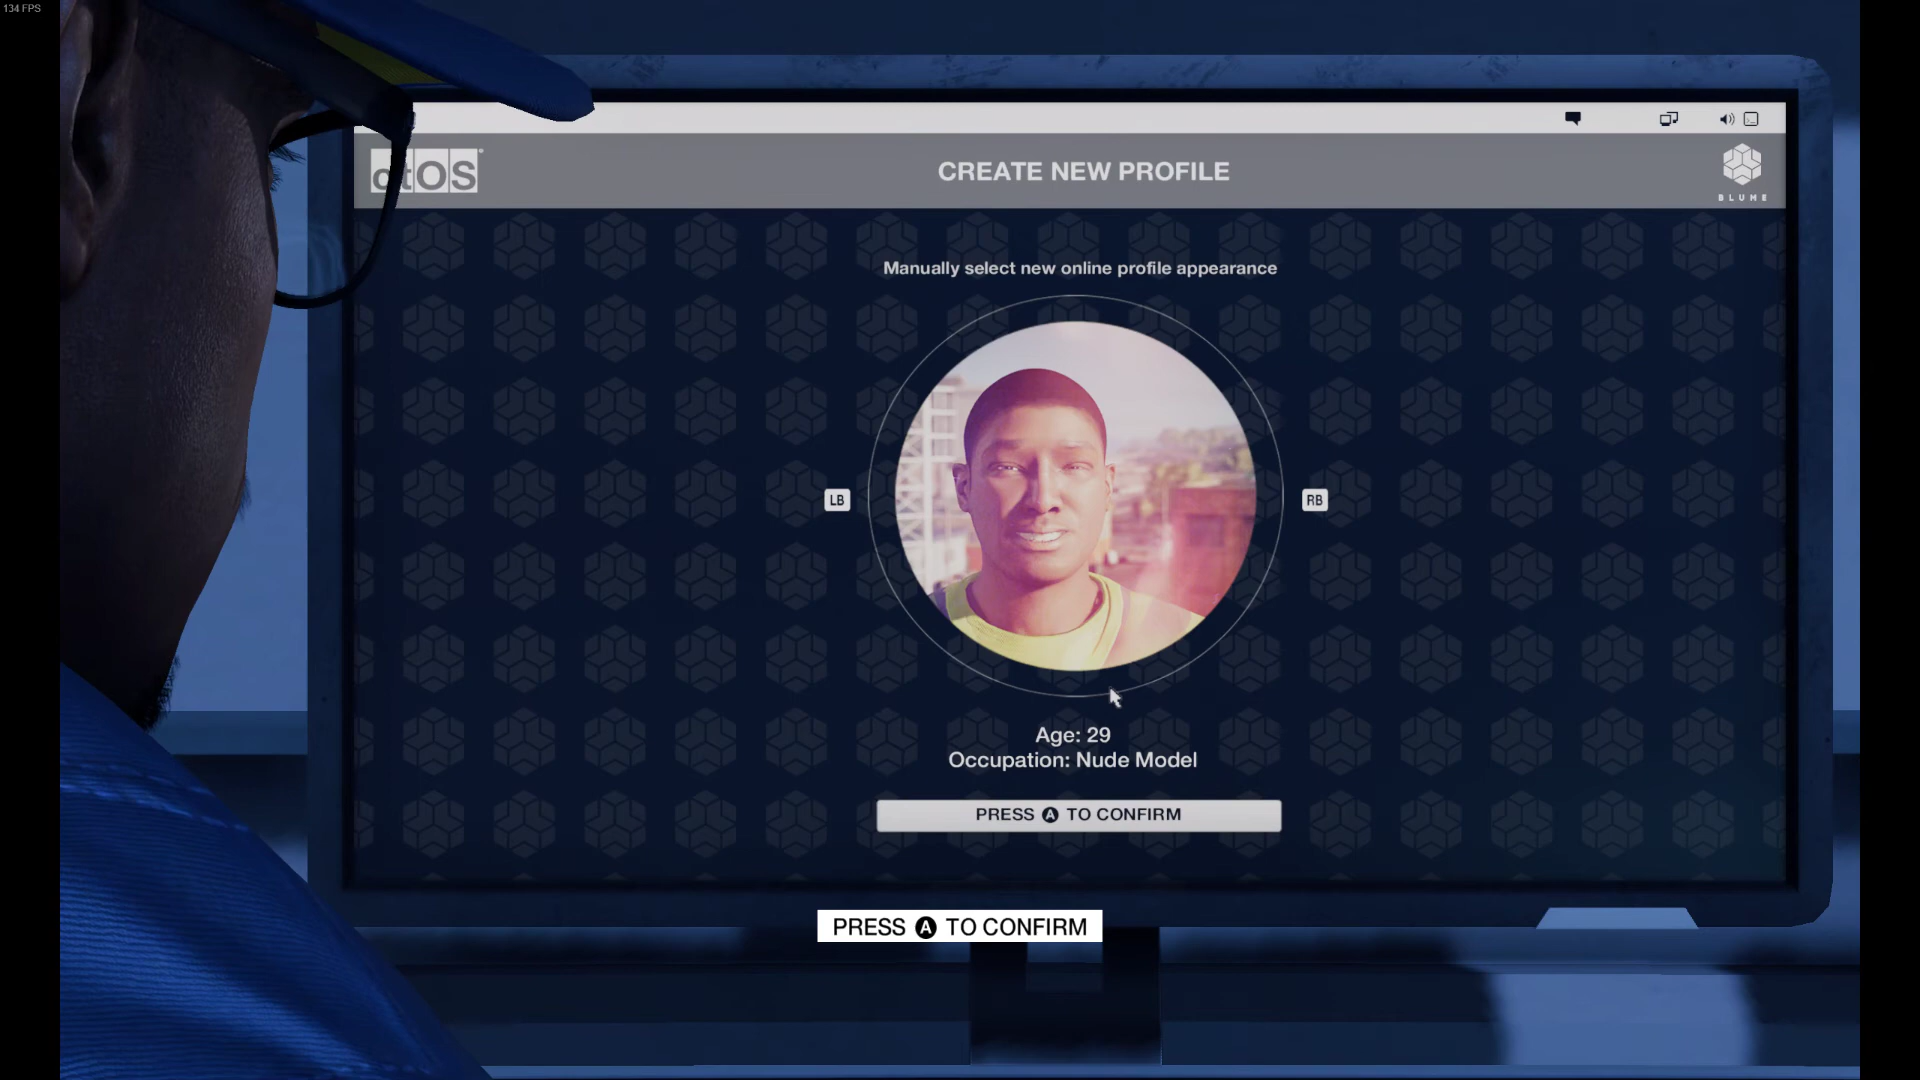 134 FPS
ctOS
CREATE NEW PROFILE
BLUME
Manually select new online profile appearance
LB
RB
Age: 29
Occupation: Nude Model
PRESS A TO CONFIRM
PRESS A TO CONFIRM